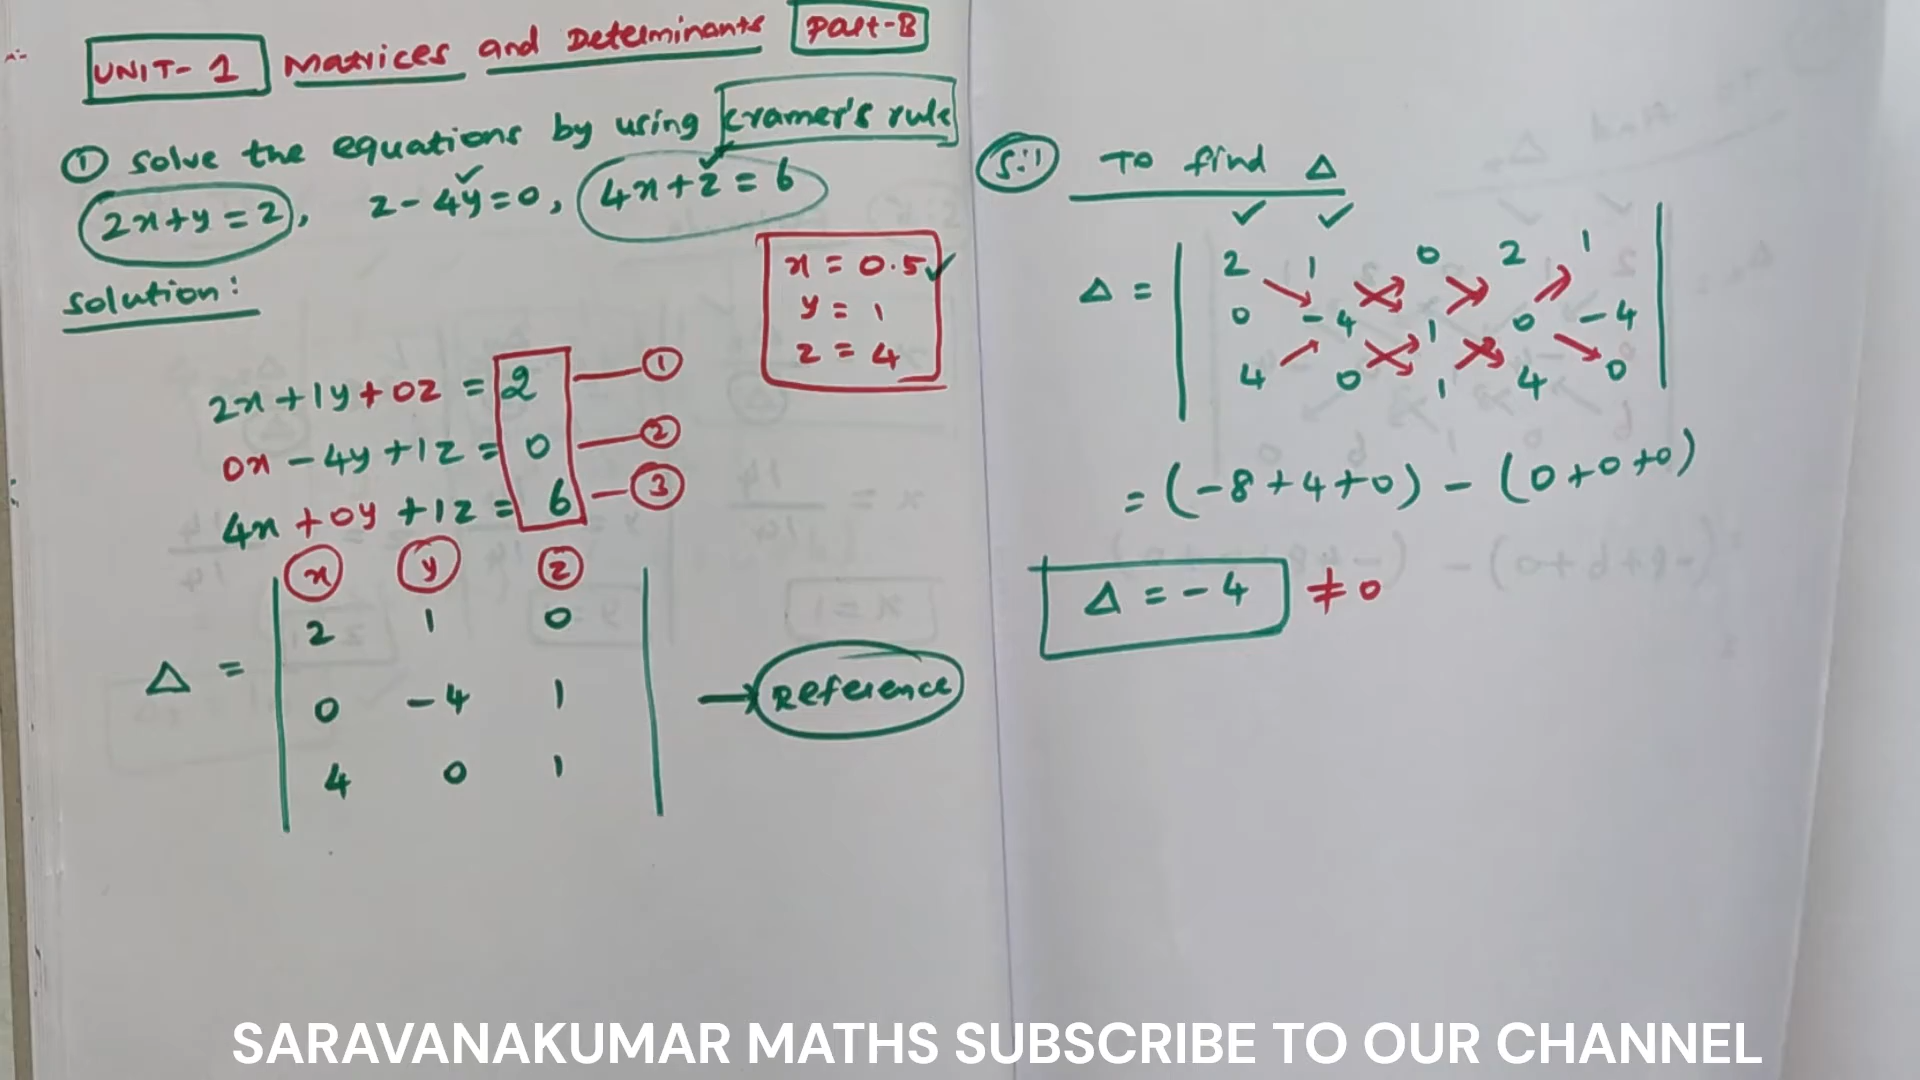 UNIT-1 Matrices and Determinants Part-B
① Solve the equations by using cramer's rule
2x+y=2, z-4y=0, 4x+z=6
Solution:
x = 0.5
y = 1
z = 4
2x+1y+0z = 2 ①
0x-4y+1z = 0 ②
4x+0y+1z = 6 ③
x y z
2 1 0
Δ =
0 -4 1
4 0 1
→ Reference
S:1 To find Δ
2 1 0 2 1
Δ =
0 -4 1 0 -4
4 0 1 4 0
= (-8+4+0) - (0+0+0)
Δ = -4 ≠ 0
SARAVANAKUMAR MATHS SUBSCRIBE TO OUR CHANNEL